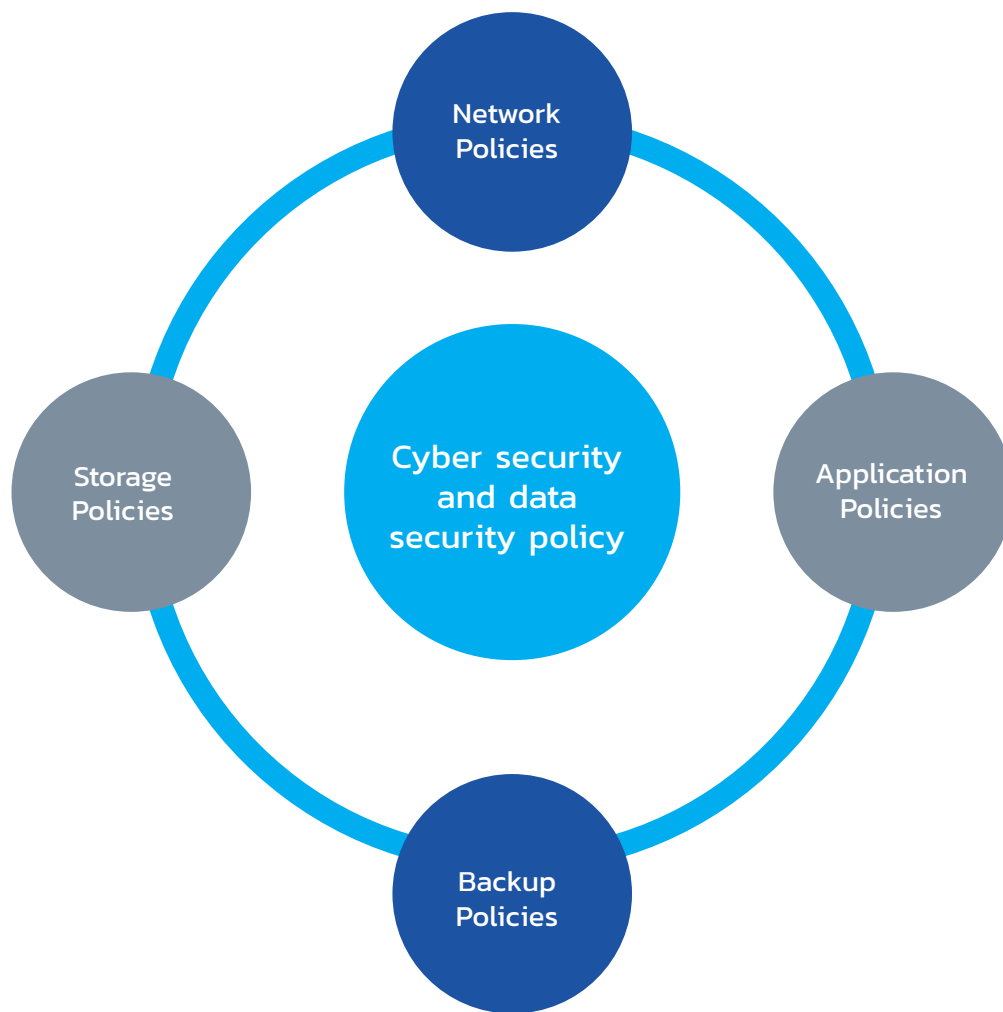 Network
Policies
Cyber security
and data
security policy
Storage
Policies
Application
Policies
Backup
Policies